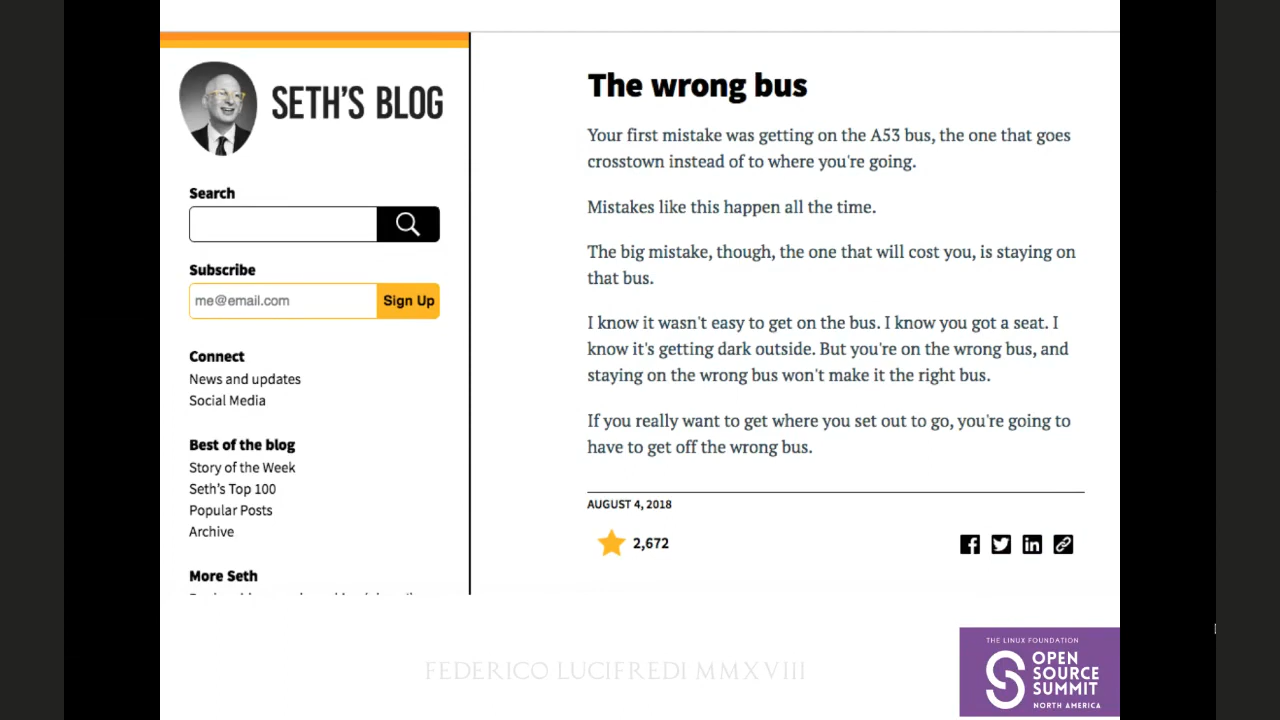 SETH'S BLOG
Search
Subscribe
me@email.com
Sign Up
Connect
News and updates
Social Media
Best of the blog
Story of the Week
Seth's Top 100
Popular Posts
Archive
More Seth
The wrong bus
Your first mistake was getting on the A53 bus, the one that goes
crosstown instead of to where you're going.
Mistakes like this happen all the time.
The big mistake, though, the one that will cost you, is staying on
that bus.
I know it wasn't easy to get on the bus. I know you got a seat. I
know it's getting dark outside. But you're on the wrong bus, and
staying on the wrong bus won't make it the right bus.
If you really want to get where you set out to go, you're going to
have to get off the wrong bus.
AUGUST 4, 2018
2,672
FEDERICO LUCIFREDI MMXVIII
THE LINUX FOUNDATION
OPEN
SOURCE
SUMMIT
NORTH AMERICA